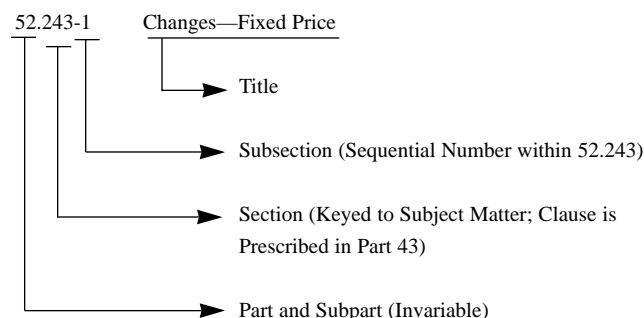 52.243-1 Changes—Fixed Price
Title
Subsection (Sequential Number within 52.243)
Section (Keyed to Subject Matter; Clause is
Prescribed in Part 43)
Part and Subpart (Invariable)